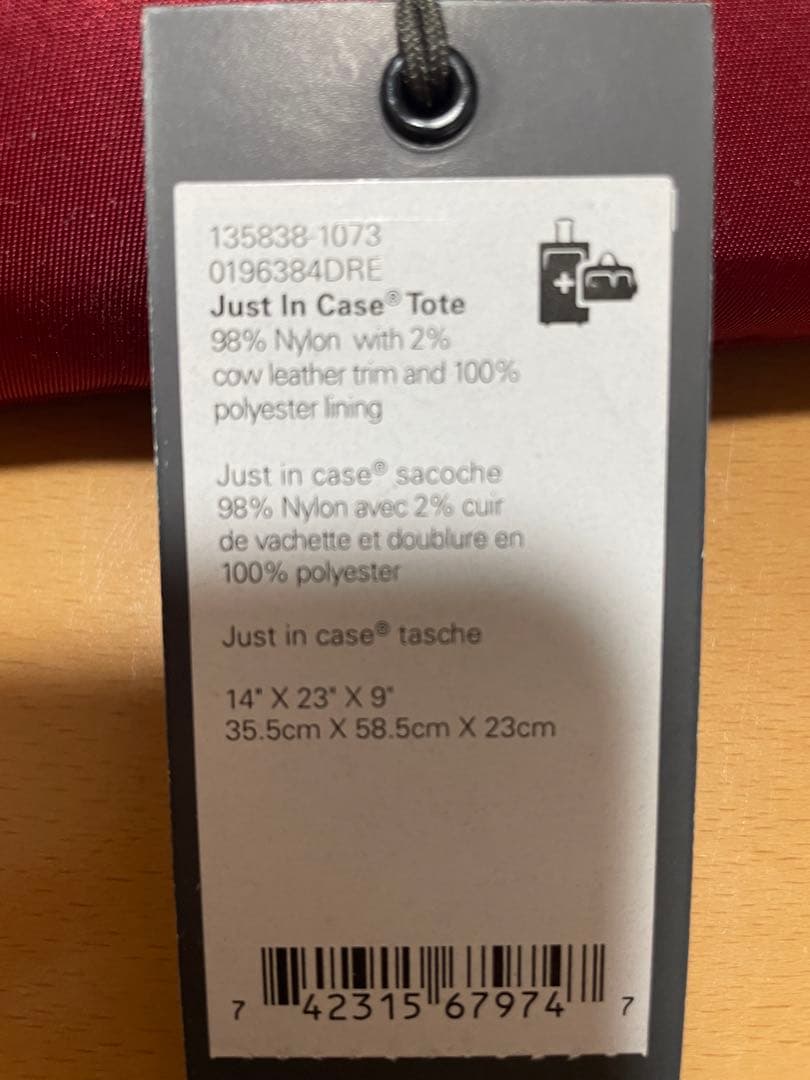 135838-1073
0196384DRE
Just In Case® Tote
98% Nylon with 2%
cow leather trim and 100%
polyester lining
Just in case® sacoche
98% Nylon avec 2% cuir
de vachette et doublure en
100% polyester
Just in case® tasche
14" X 23" X 9"
35.5cm X 58.5cm X 23cm
7 42315 67974 7